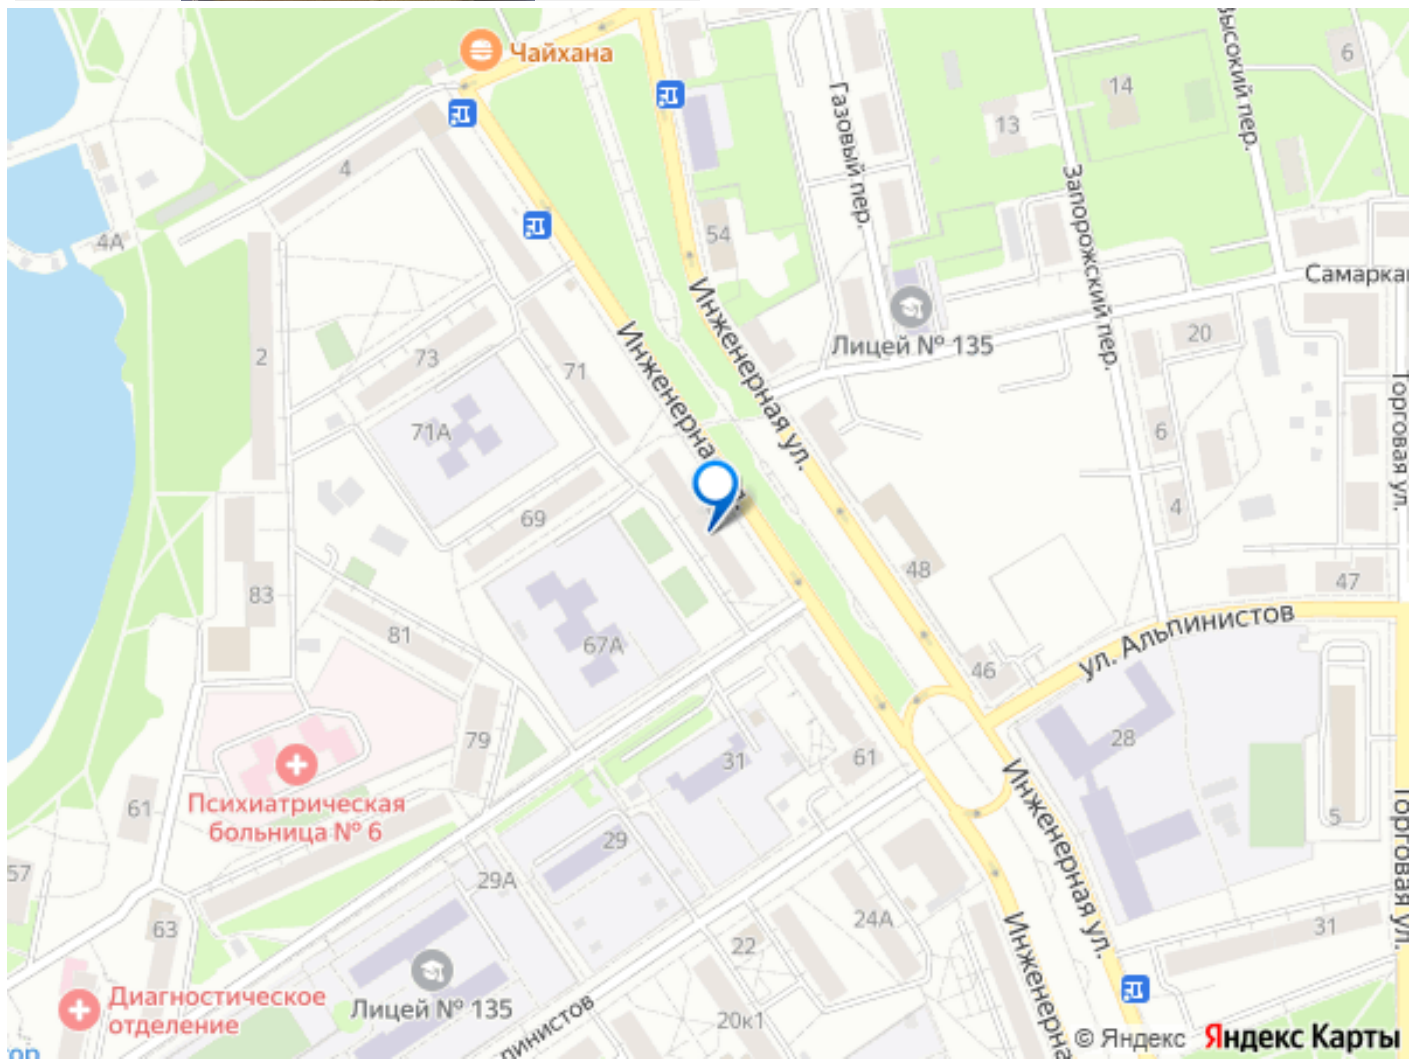 Чайхана
Высокий пер.
6
14
13
Газовый пер.
4
Запорожский пер.
54
4А
Самарка
Инженерная ул.
Лицей № 135
20
Инженерна
73
2
71
Торговая ул.
71А
6
4
69
48
47
83
ул. Альпинистов
81
67А
46
79
31
28
61
Психиатрическая
больница № 6
61
Инженерная ул.
5
Торговая ул.
29
57
29А
24А
63
22
31
Инженерна
Лицей № 135
Диагностическое
отделение
20к1
пинистов
ор
© Яндекс Яндекс Карты